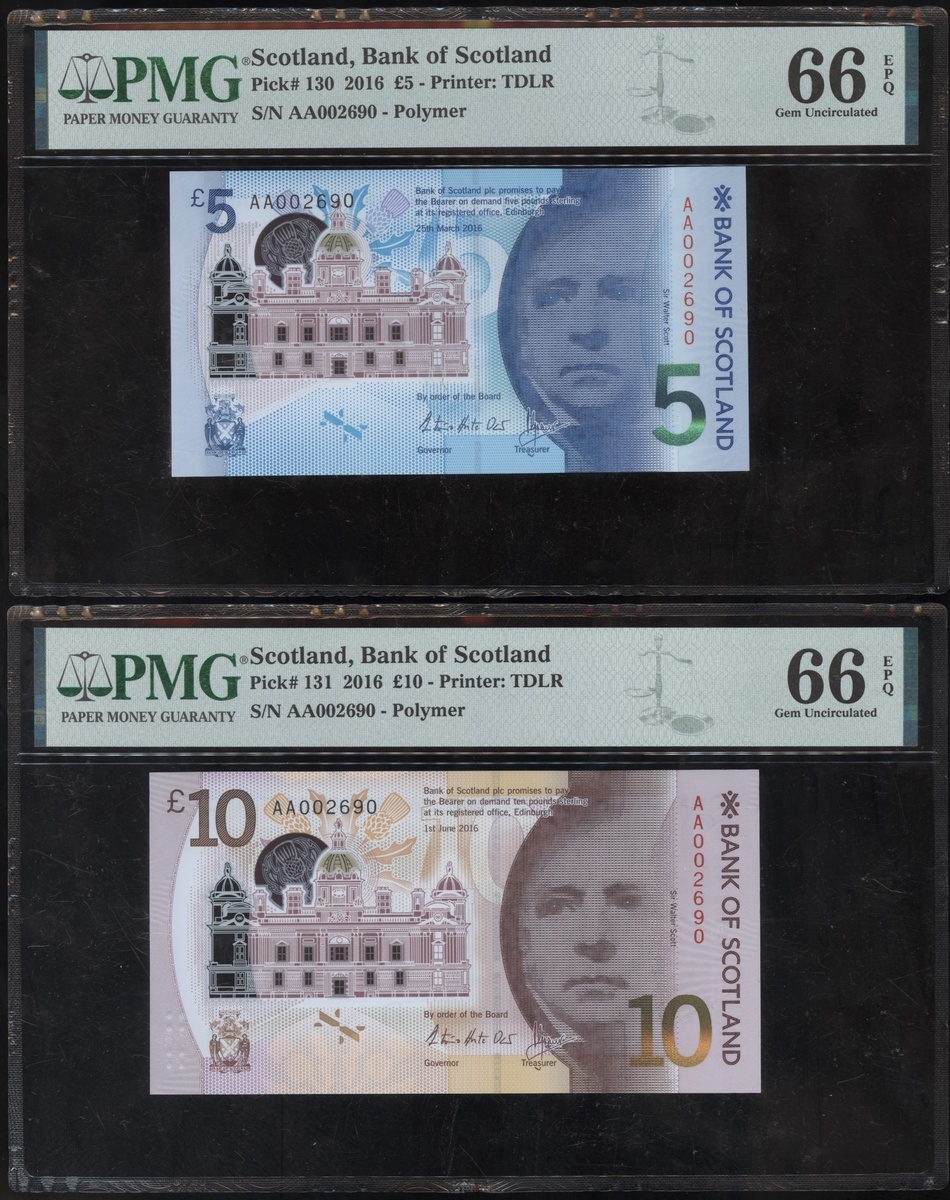 PMG®
PAPER MONEY GUARANTY
Scotland, Bank of Scotland
Pick# 130 2016 £5 - Printer: TDLR
S/N AA002690 - Polymer
66
EPQ
Gem Uncirculated
£5
AA002690
Bank of Scotland plc promises to pay
the Bearer on demand five pounds sterling
at its registered office, Edinburgh
25th March 2016
By order of the Board
Governor
Treasurer
Sir Walter Scott
AA002690
5
BANK OF SCOTLAND
PMG®
PAPER MONEY GUARANTY
Scotland, Bank of Scotland
Pick# 131 2016 £10 - Printer: TDLR
S/N AA002690 - Polymer
66
EPQ
Gem Uncirculated
£10
AA002690
Bank of Scotland plc promises to pay
the Bearer on demand ten pounds sterling
at its registered office, Edinburgh
1st June 2016
By order of the Board
Governor
Treasurer
Sir Walter Scott
AA002690
10
BANK OF SCOTLAND